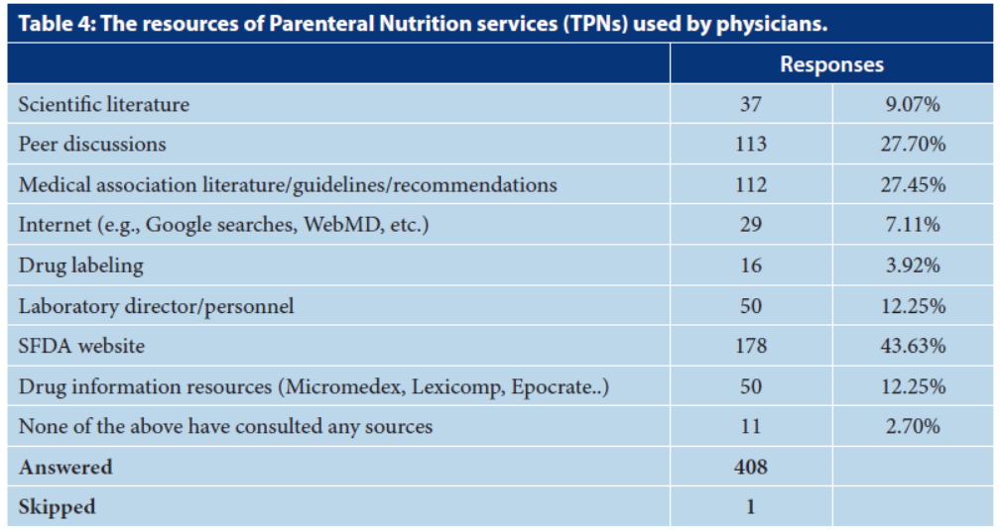 Table 4: The resources of Parenteral Nutrition services (TPNs) used by physicians.
Responses
Scientific literature 37 9.07%
Peer discussions 113 27.70%
Medical association literature/guidelines/recommendations 112 27.45%
Internet (e.g., Google searches, WebMD, etc.) 29 7.11%
Drug labeling 16 3.92%
Laboratory director/personnel 50 12.25%
SFDA website 178 43.63%
Drug information resources (Micromedex, Lexicomp, Epocrate..) 50 12.25%
None of the above have consulted any sources 11 2.70%
Answered 408
Skipped 1